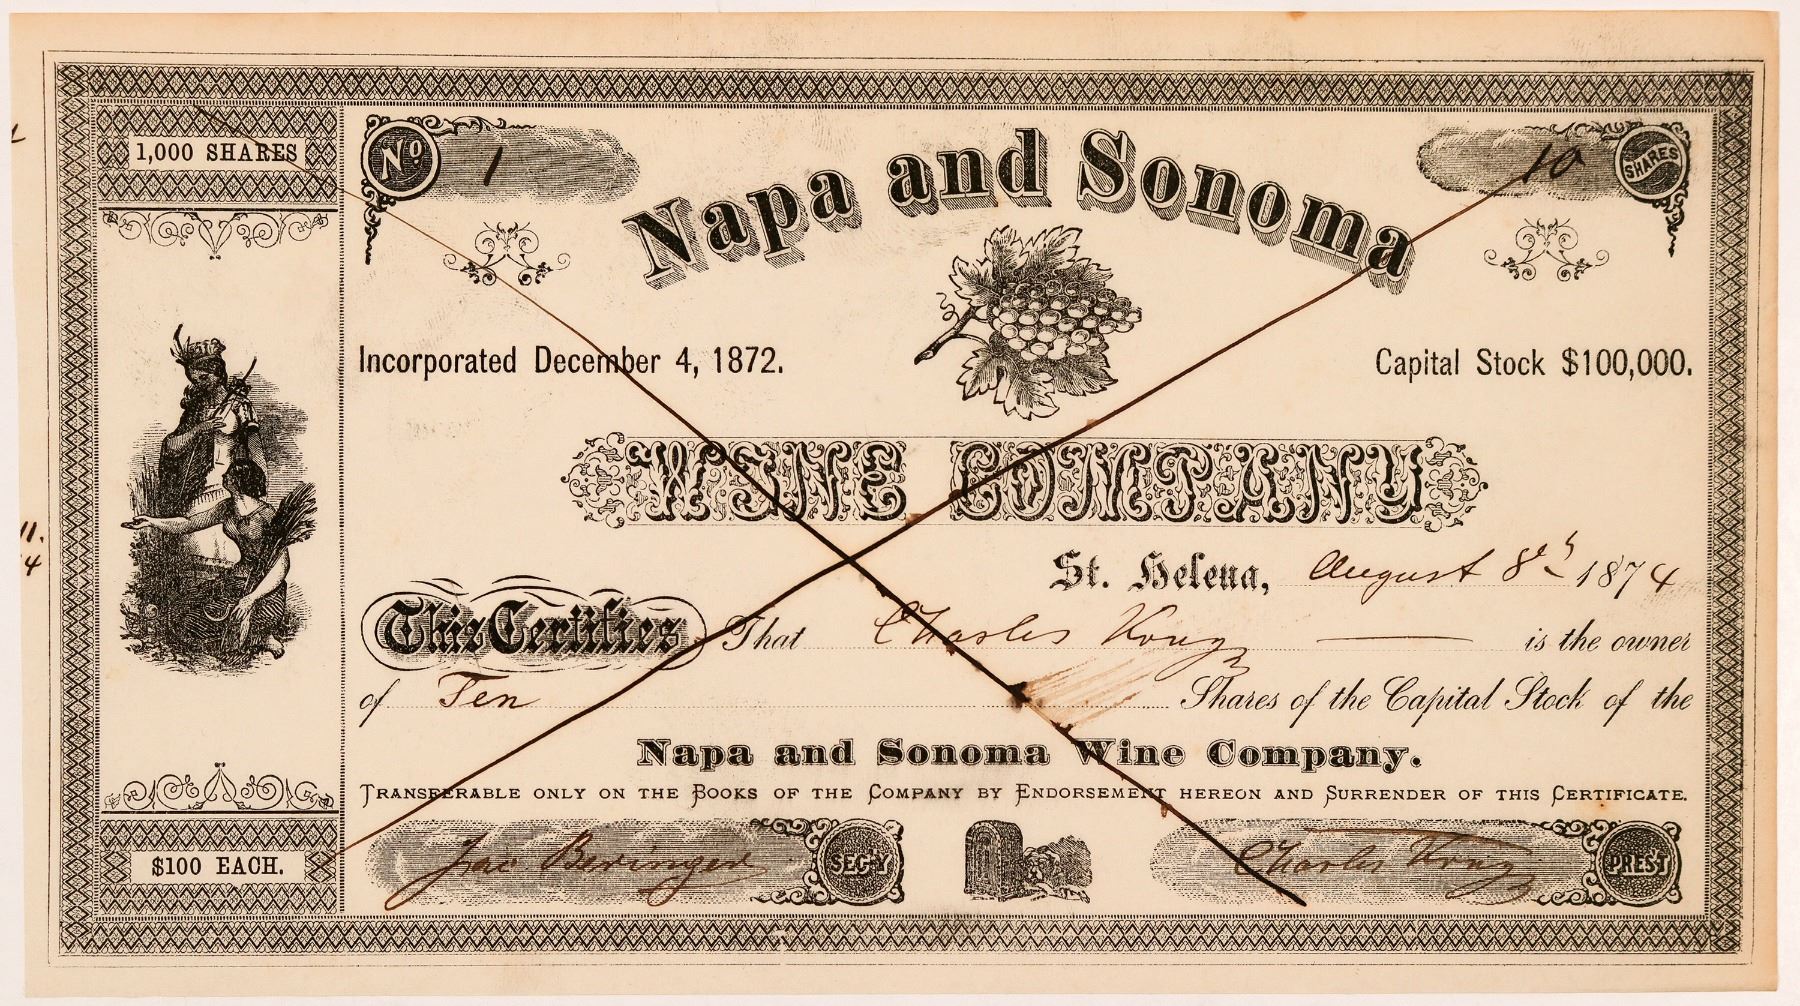 1,000 SHARES
No. 1
10 SHARES
Napa and Sonoma
Incorporated December 4, 1872.
Capital Stock $100,000.
WINE COMPANY
St. Helena, August 8th 1874
This Certifies That Charles Krug is the owner
of Ten Shares of the Capital Stock of the
Napa and Sonoma Wine Company.
TRANSFERABLE ONLY ON THE BOOKS OF THE COMPANY BY ENDORSEMENT HEREON AND SURRENDER OF THIS CERTIFICATE.
$100 EACH.
Jac Beringer SEC'Y
Charles Krug PRES'T
11.
4